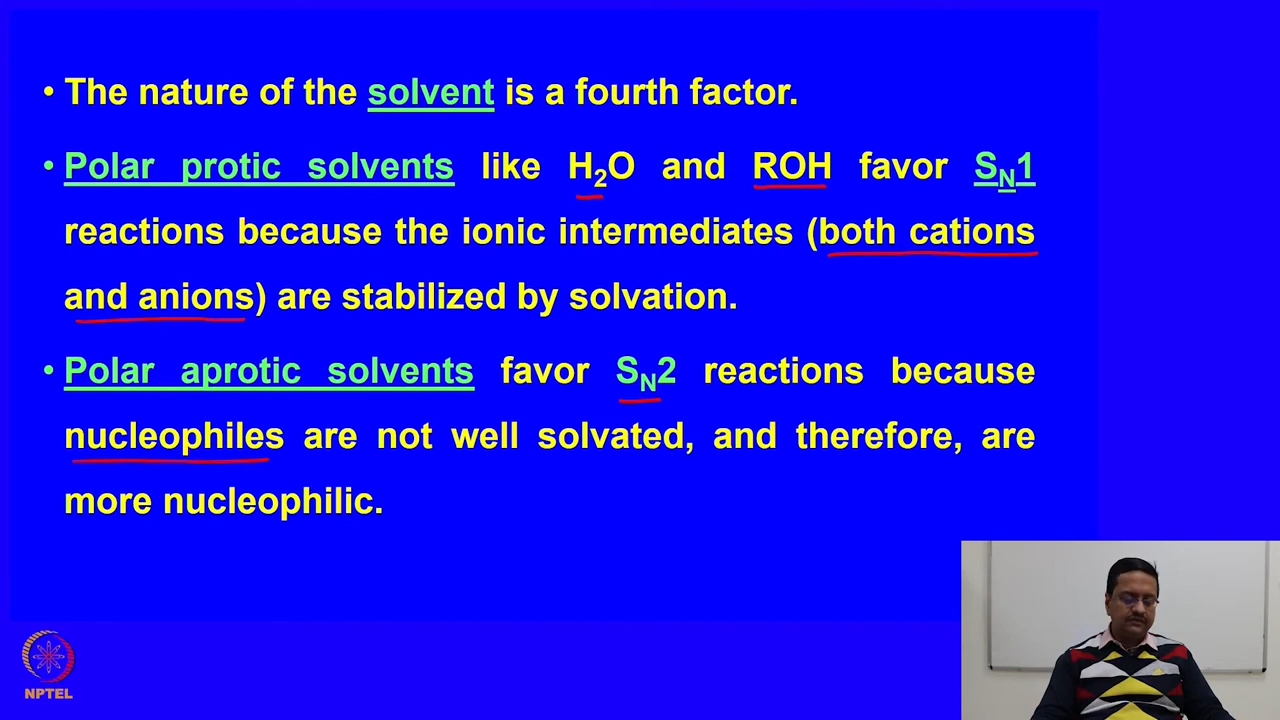 • The nature of the solvent is a fourth factor.
• Polar protic solvents like H₂O and ROH favor Sₙ1
reactions because the ionic intermediates (both cations
and anions) are stabilized by solvation.
• Polar aprotic solvents favor Sₙ2 reactions because
nucleophiles are not well solvated, and therefore, are
more nucleophilic.
NPTEL